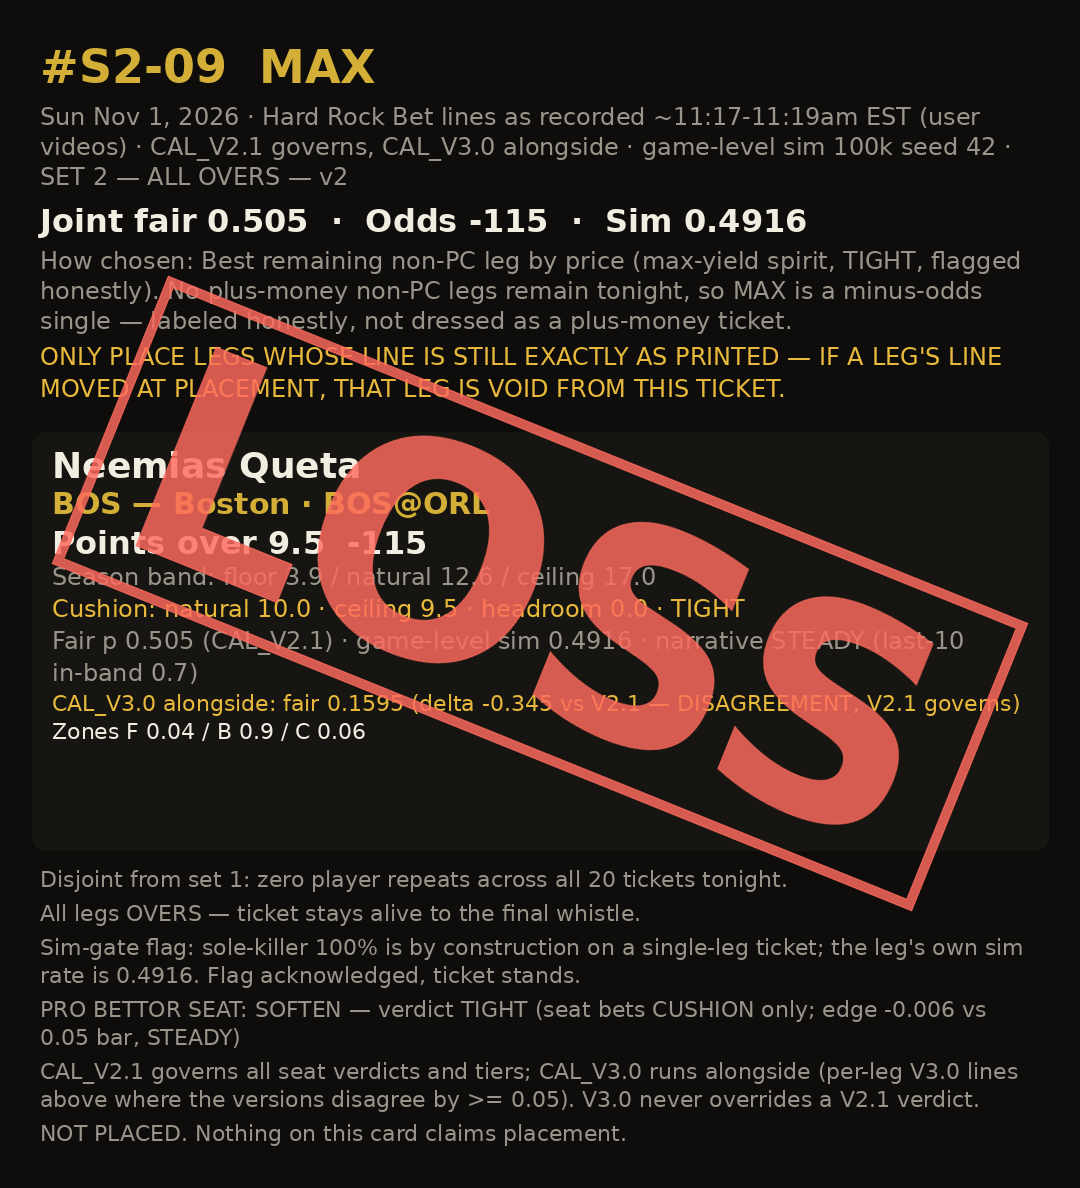 #S2-09 MAX
Sun Nov 1, 2026 · Hard Rock Bet lines as recorded ~11:17-11:19am EST (user
videos) · CAL_V2.1 governs, CAL_V3.0 alongside · game-level sim 100k seed 42 ·
SET 2 — ALL OVERS — v2
Joint fair 0.505 · Odds -115 · Sim 0.4916
How chosen: Best remaining non-PC leg by price (max-yield spirit, TIGHT, flagged
honestly). No plus-money non-PC legs remain tonight, so MAX is a minus-odds
single — labeled honestly, not dressed as a plus-money ticket.
ONLY PLACE LEGS WHOSE LINE IS STILL EXACTLY AS PRINTED — IF A LEG'S LINE
MOVED AT PLACEMENT, THAT LEG IS VOID FROM THIS TICKET.
Neemias Queta
BOS — Boston · BOS@ORL
Points over 9.5 -115
Season band: floor 3.9 / natural 12.6 / ceiling 17.0
Cushion: natural 10.0 · ceiling 9.5 · headroom 0.0 · TIGHT
Fair p 0.505 (CAL_V2.1) · game-level sim 0.4916 · narrative STEADY (last-10
in-band 0.7)
CAL_V3.0 alongside: fair 0.1595 (delta -0.345 vs V2.1 — DISAGREEMENT; V2.1 governs)
Zones F 0.04 / B 0.9 / C 0.06
LOSS
Disjoint from set 1: zero player repeats across all 20 tickets tonight.
All legs OVERS — ticket stays alive to the final whistle.
Sim-gate flag: sole-killer 100% is by construction on a single-leg ticket; the leg's own sim
rate is 0.4916. Flag acknowledged, ticket stands.
PRO BETTOR SEAT: SOFTEN — verdict TIGHT (seat bets CUSHION only; edge -0.006 vs
0.05 bar, STEADY)
CAL_V2.1 governs all seat verdicts and tiers; CAL_V3.0 runs alongside (per-leg V3.0 lines
above where the versions disagree by >= 0.05). V3.0 never overrides a V2.1 verdict.
NOT PLACED. Nothing on this card claims placement.